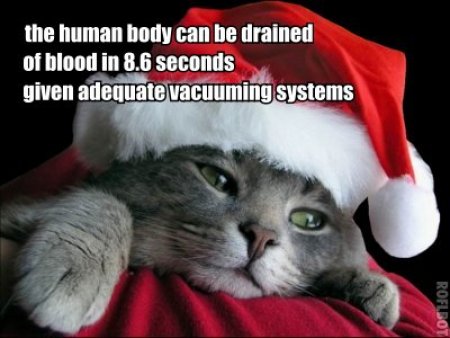 the human body can be drained
of blood in 8.6 seconds
given adequate vacuuming systems
ROFLBOT